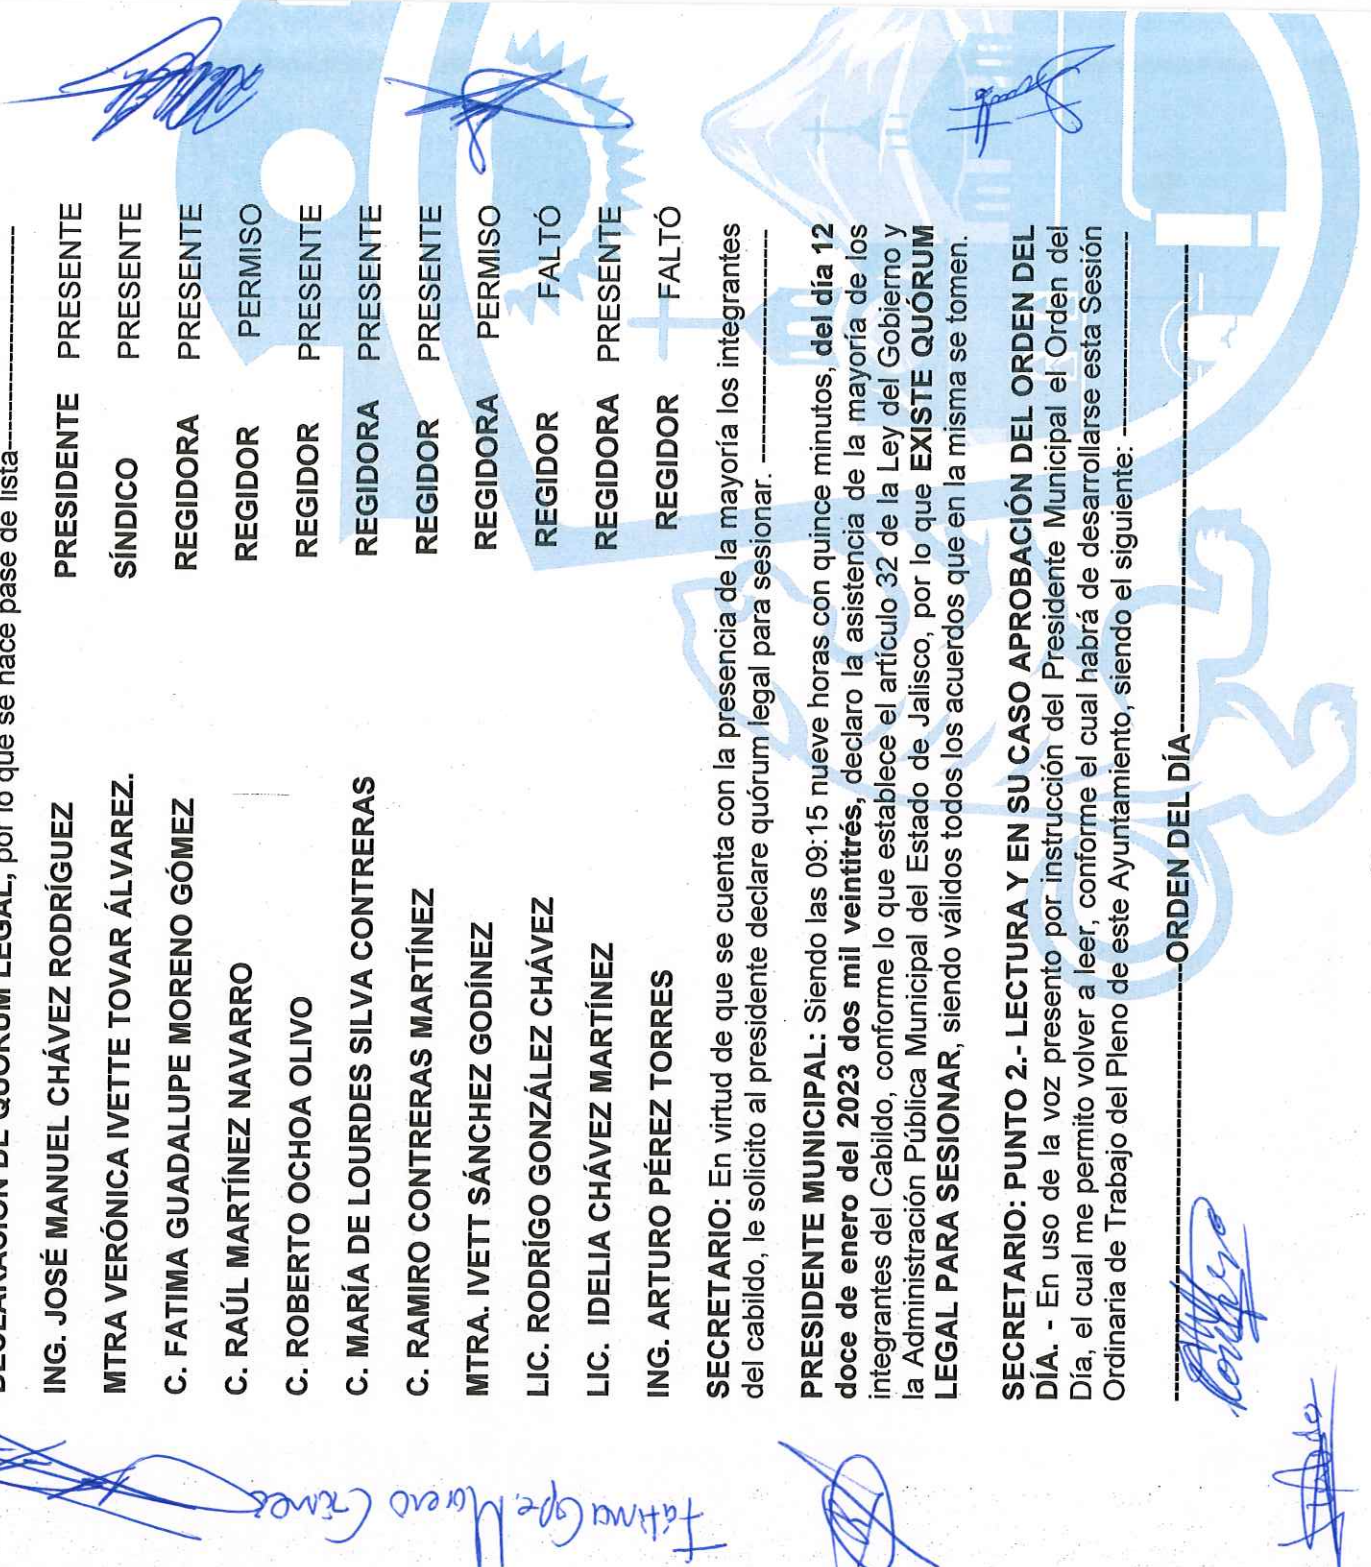 DECLARACIÓN DE QUÓRUM LEGAL, por lo que se hace pase de lista
ING. JOSÉ MANUEL CHÁVEZ RODRÍGUEZ PRESIDENTE PRESENTE
MTRA VERÓNICA IVETTE TOVAR ÁLVAREZ. SÍNDICO PRESENTE
C. FATIMA GUADALUPE MORENO GÓMEZ REGIDORA PRESENTE
C. RAÚL MARTÍNEZ NAVARRO REGIDOR PERMISO
C. ROBERTO OCHOA OLIVO REGIDOR PRESENTE
C. MARÍA DE LOURDES SILVA CONTRERAS REGIDORA PRESENTE
C. RAMIRO CONTRERAS MARTÍNEZ REGIDOR PRESENTE
MTRA. IVETT SÁNCHEZ GODÍNEZ REGIDORA PERMISO
LIC. RODRÍGO GONZÁLEZ CHÁVEZ REGIDOR FALTÓ
LIC. IDELIA CHÁVEZ MARTÍNEZ REGIDORA PRESENTE
ING. ARTURO PÉREZ TORRES REGIDOR FALTÓ
SECRETARIO: En virtud de que se cuenta con la presencia de la mayoría los integrantes
del cabildo, le solicito al presidente declare quórum legal para sesionar. ----------------
PRESIDENTE MUNICIPAL: Siendo las 09:15 nueve horas con quince minutos, del día 12
doce de enero del 2023 dos mil veintitrés, declaro la asistencia de la mayoría de los
integrantes del Cabildo, conforme lo que establece el artículo 32 de la Ley del Gobierno y
la Administración Pública Municipal del Estado de Jalisco, por lo que EXISTE QUÓRUM
LEGAL PARA SESIONAR, siendo válidos todos los acuerdos que en la misma se tomen.
SECRETARIO: PUNTO 2.- LECTURA Y EN SU CASO APROBACIÓN DEL ORDEN DEL
DÍA. - En uso de la voz presento por instrucción del Presidente Municipal el Orden del
Día, el cual me permito volver a leer, conforme el cual habrá de desarrollarse esta Sesión
Ordinaria de Trabajo del Pleno de este Ayuntamiento, siendo el siguiente: ----------------
----------------ORDEN DEL DÍA----------------
Fátima Gpe. Moreno Gómez